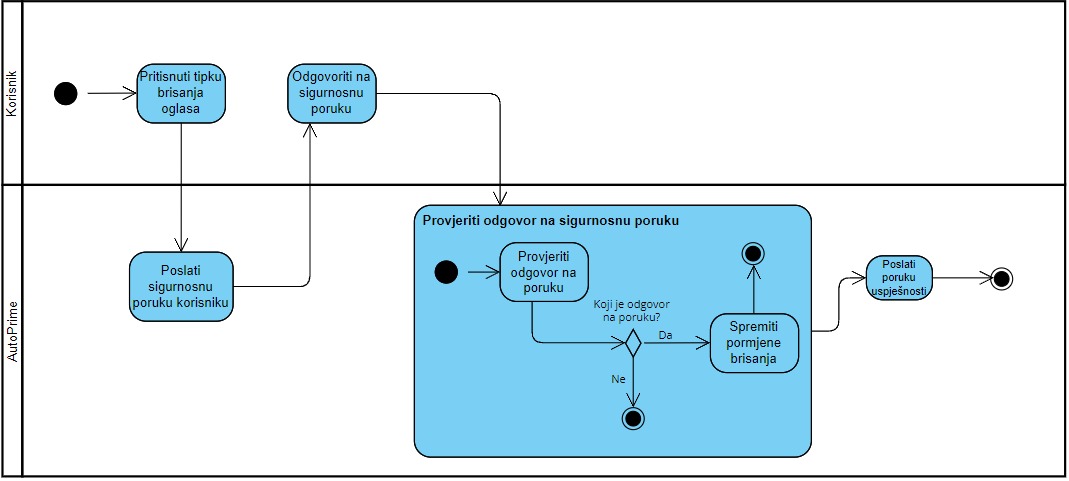 Korisnik
Pritisnuti tipku
brisanja
oglasa
Odgovoriti na
sigurnosnu
poruku
AutoPrime
Poslati
sigurnosnu
poruku korisniku
Provjeriti odgovor na sigurnosnu poruku
Provjeriti
odgovor na
poruku
Koji je odgovor
na poruku?
Da
Ne
Spremiti
pormjene
brisanja
Poslati
poruku
uspješnosti